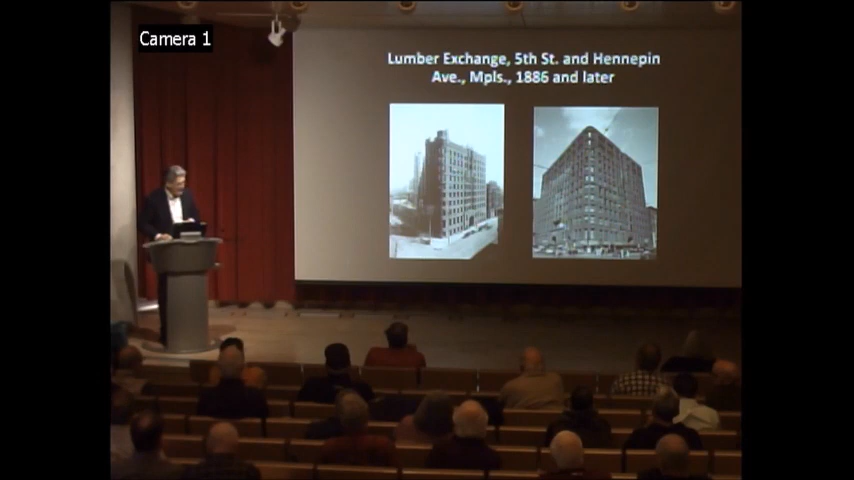 Camera 1
Lumber Exchange, 5th St. and Hennepin
Ave., Mpls., 1886 and later